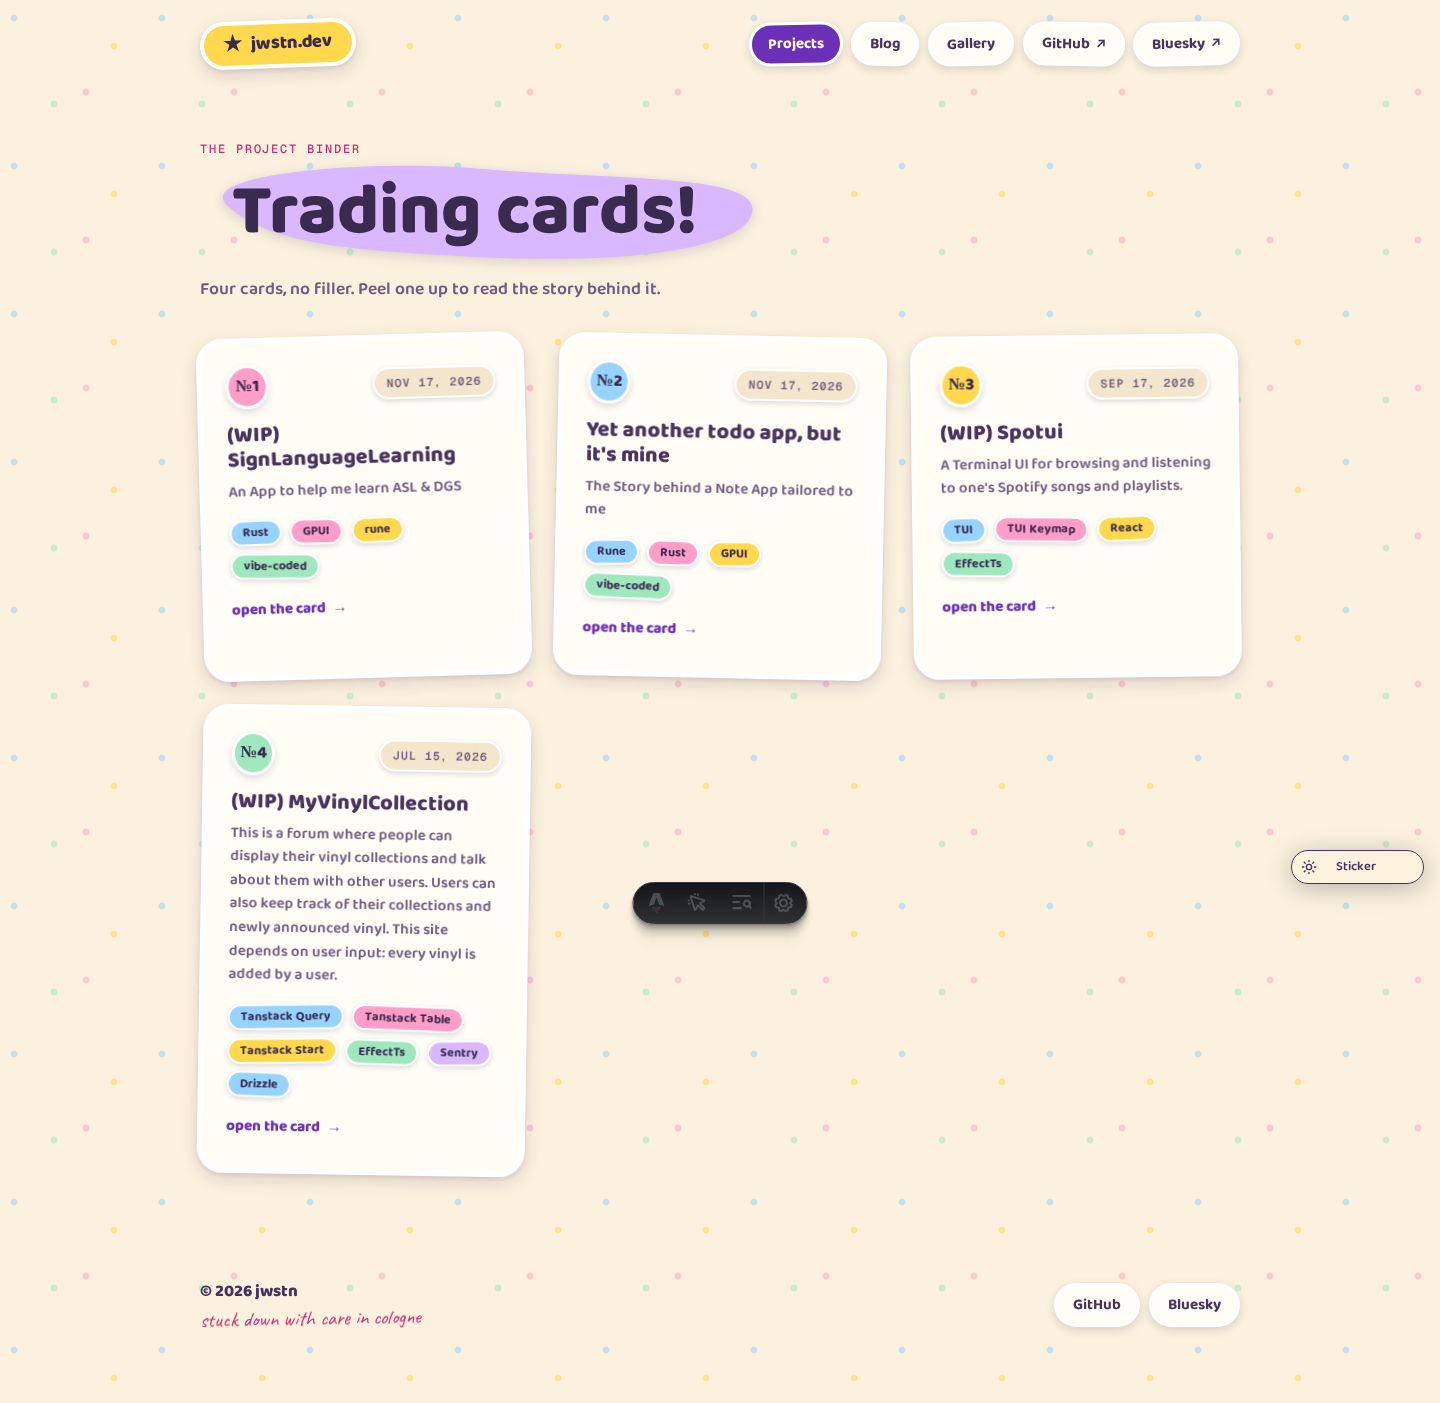 ★ jwstn.dev
Projects
Blog
Gallery
GitHub ↗
Bluesky ↗
THE PROJECT BINDER
Trading cards!
Four cards, no filler. Peel one up to read the story behind it.
№1
NOV 17, 2026
(WIP)
SignLanguageLearning
An App to help me learn ASL & DGS
Rust
GPUI
rune
vibe-coded
open the card →
№2
NOV 17, 2026
Yet another todo app, but
it's mine
The Story behind a Note App tailored to
me
Rune
Rust
GPUI
vibe-coded
open the card →
№3
SEP 17, 2026
(WIP) Spotui
A Terminal UI for browsing and listening
to one's Spotify songs and playlists.
TUI
TUI Keymap
React
EffectTs
open the card →
№4
JUL 15, 2026
(WIP) MyVinylCollection
This is a forum where people can
display their vinyl collections and talk
about them with other users. Users can
also keep track of their collections and
newly announced vinyl. This site
depends on user input: every vinyl is
added by a user.
Tanstack Query
Tanstack Table
Tanstack Start
EffectTs
Sentry
Drizzle
open the card →
Sticker
© 2026 jwstn
stuck down with care in cologne
GitHub
Bluesky